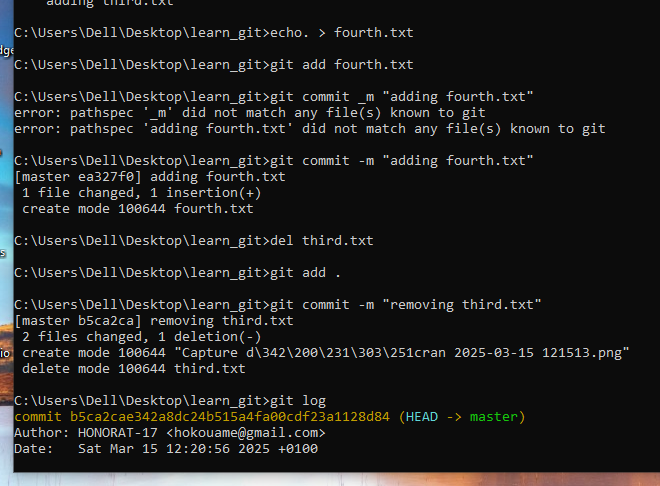 adding third.txt
C:\Users\Dell\Desktop\learn_git>echo. > fourth.txt
C:\Users\Dell\Desktop\learn_git>git add fourth.txt
C:\Users\Dell\Desktop\learn_git>git commit _m "adding fourth.txt"
error: pathspec '_m' did not match any file(s) known to git
error: pathspec 'adding fourth.txt' did not match any file(s) known to git
C:\Users\Dell\Desktop\learn_git>git commit -m "adding fourth.txt"
[master ea327f0] adding fourth.txt
1 file changed, 1 insertion(+)
create mode 100644 fourth.txt
C:\Users\Dell\Desktop\learn_git>del third.txt
C:\Users\Dell\Desktop\learn_git>git add .
C:\Users\Dell\Desktop\learn_git>git commit -m "removing third.txt"
[master b5ca2ca] removing third.txt
2 files changed, 1 deletion(-)
create mode 100644 "Capture d\342\200\231\303\251cran 2025-03-15 121513.png"
delete mode 100644 third.txt
C:\Users\Dell\Desktop\learn_git>git log
commit b5ca2cae342a8dc24b515a4fa00cdf23a1128d84 (HEAD -> master)
Author: HONORAT-17 <hokouame@gmail.com>
Date: Sat Mar 15 12:20:56 2025 +0100